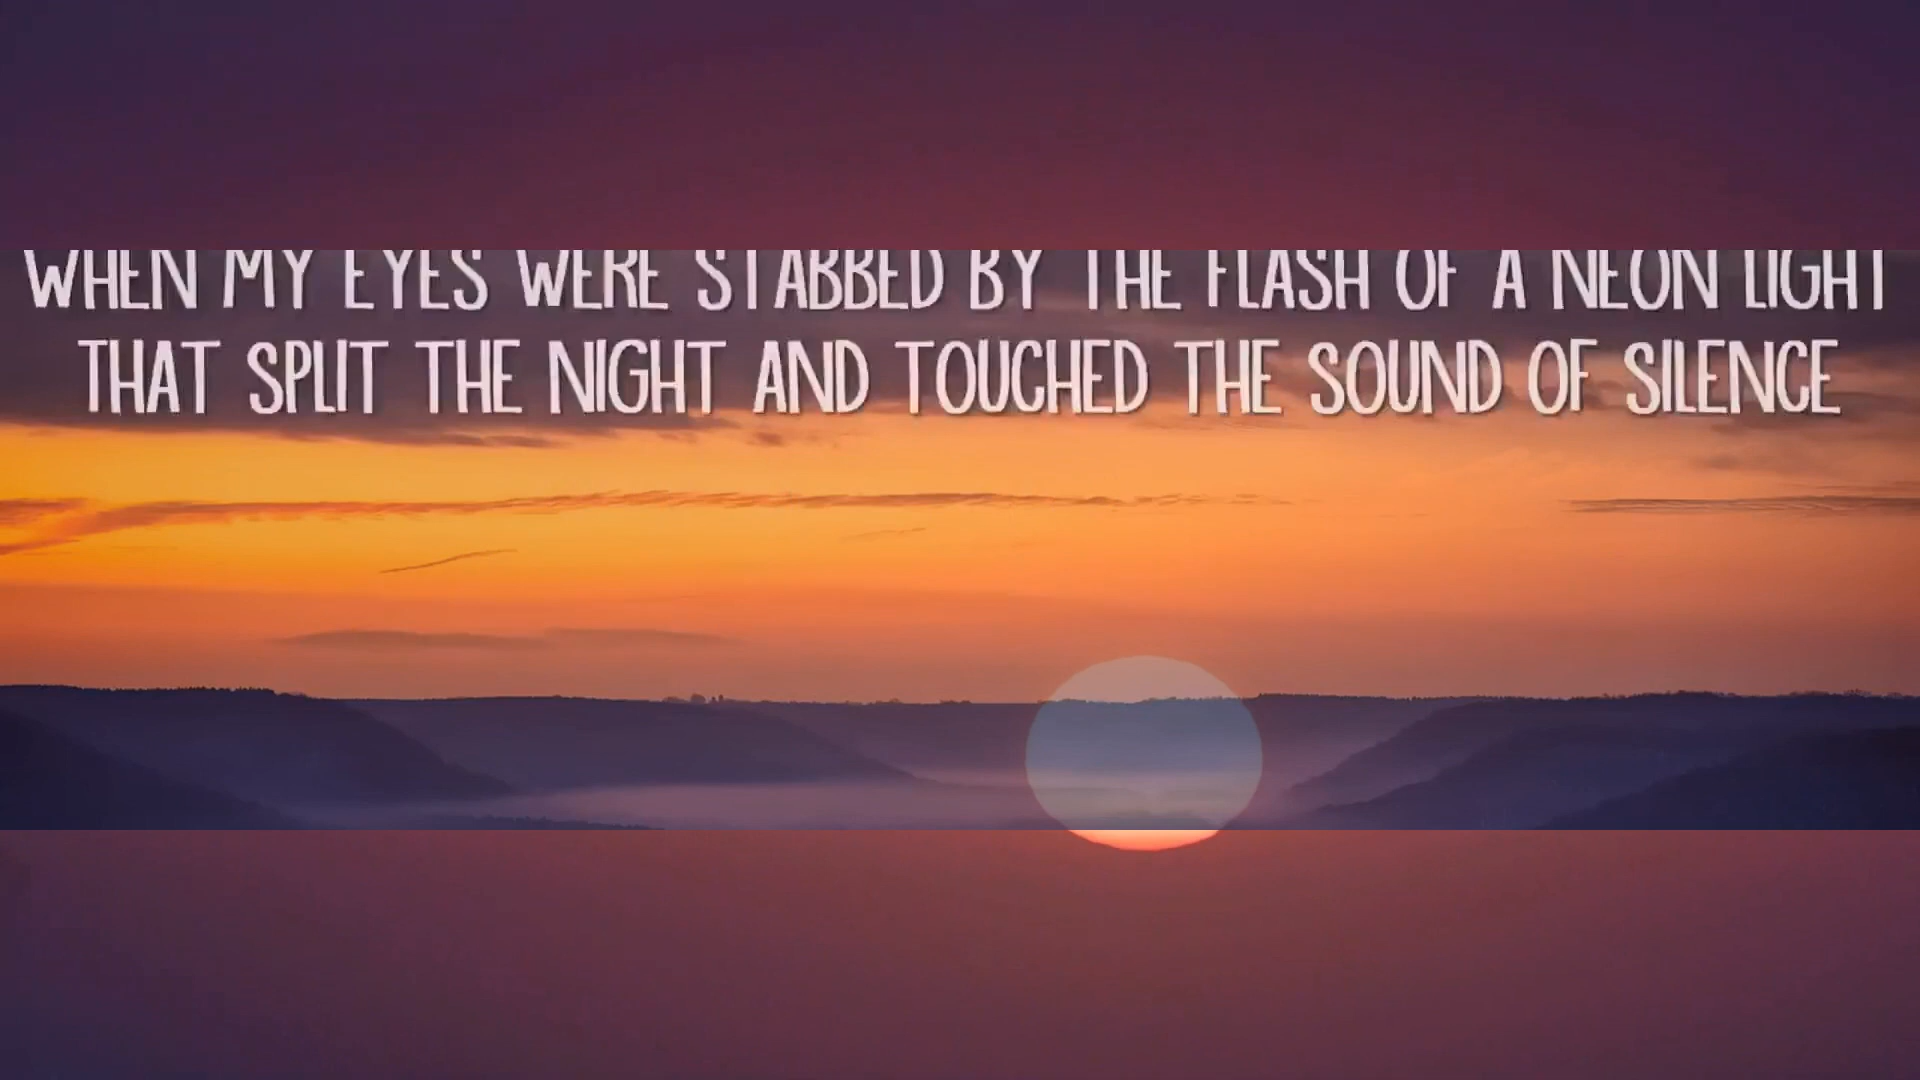 WHEN MY EYES WERE STABBED BY THE FLASH OF A NEON LIGHT
THAT SPLIT THE NIGHT AND TOUCHED THE SOUND OF SILENCE